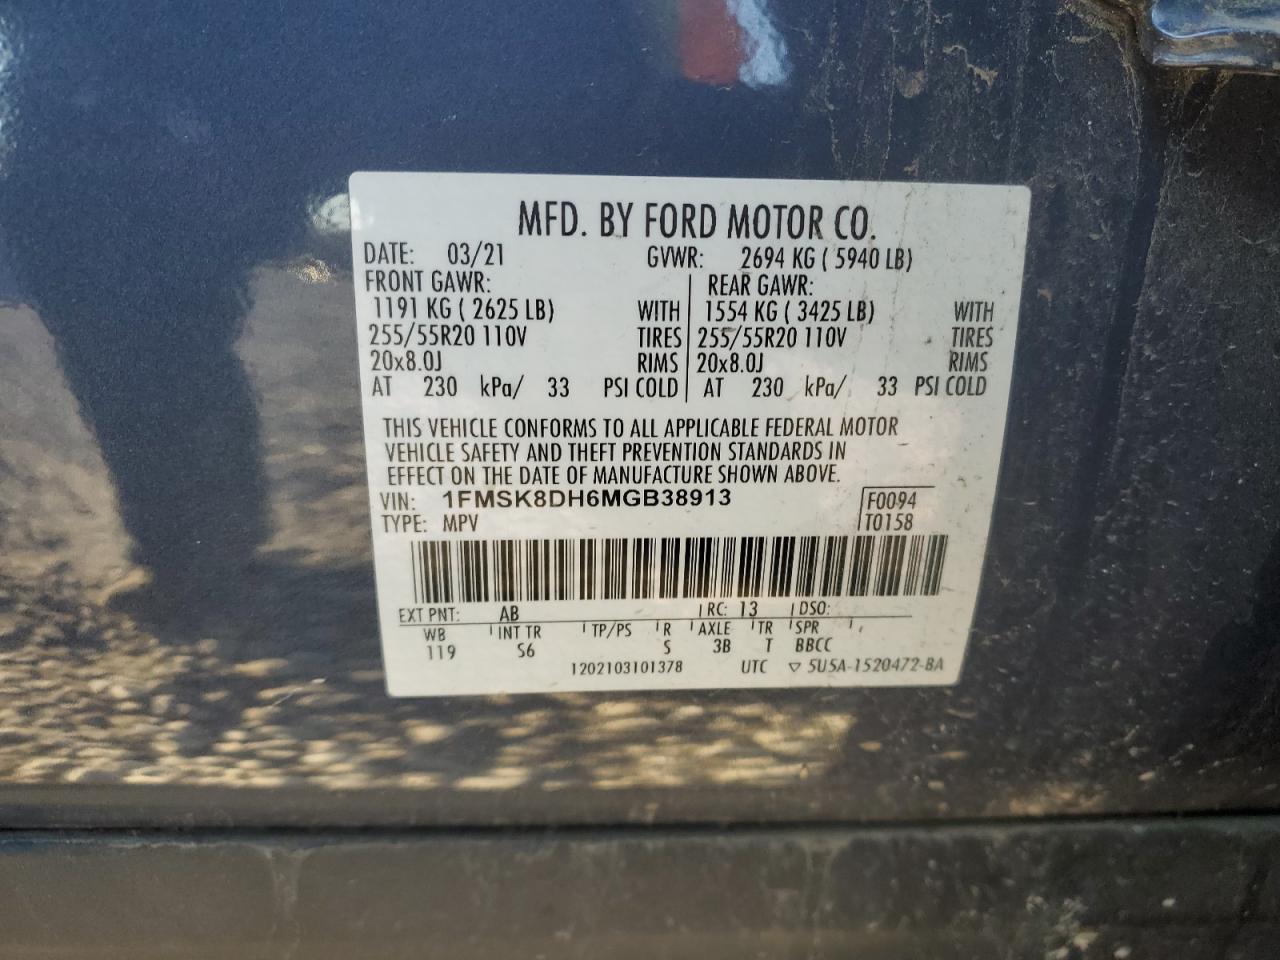 MFD. BY FORD MOTOR CO.
DATE: 03/21 GVWR: 2694 KG ( 5940 LB)
FRONT GAWR: REAR GAWR:
1191 KG ( 2625 LB) WITH 1554 KG ( 3425 LB) WITH
255/55R20 110V TIRES 255/55R20 110V TIRES
20x8.0J RIMS 20x8.0J RIMS
AT 230 kPa/ 33 PSI COLD AT 230 kPa/ 33 PSI COLD
THIS VEHICLE CONFORMS TO ALL APPLICABLE FEDERAL MOTOR
VEHICLE SAFETY AND THEFT PREVENTION STANDARDS IN
EFFECT ON THE DATE OF MANUFACTURE SHOWN ABOVE.
VIN: 1FMSK8DH6MGB38913 F0094
TYPE: MPV T0158
EXT PNT: AB RC: 13 DSO:
WB INT TR TP/PS R AXLE TR SPR
119 S6 S 3B T BBCC
1202103101378 UTC ▽ 5U5A-1520472-BA